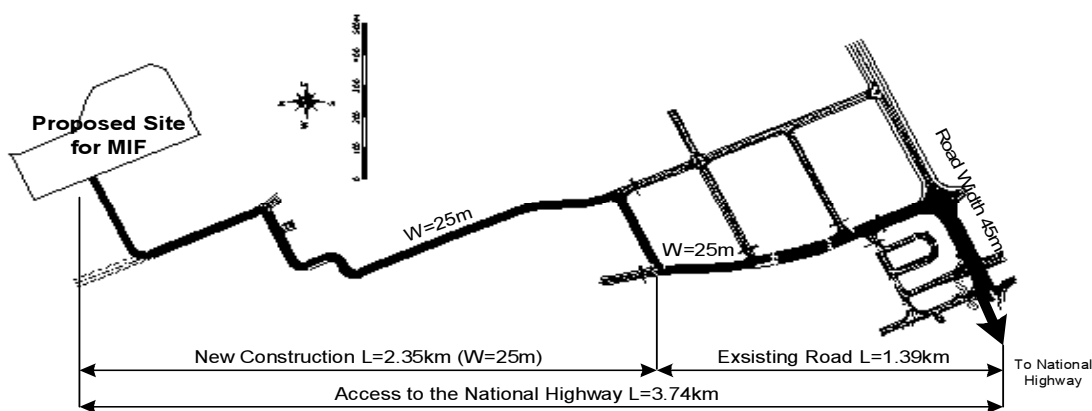 Proposed Site
for MIF
W=25m
W=25m
Road Width 45m
New Construction L=2.35km (W=25m)
Exsisting Road L=1.39km
To National
Highway
Access to the National Highway L=3.74km